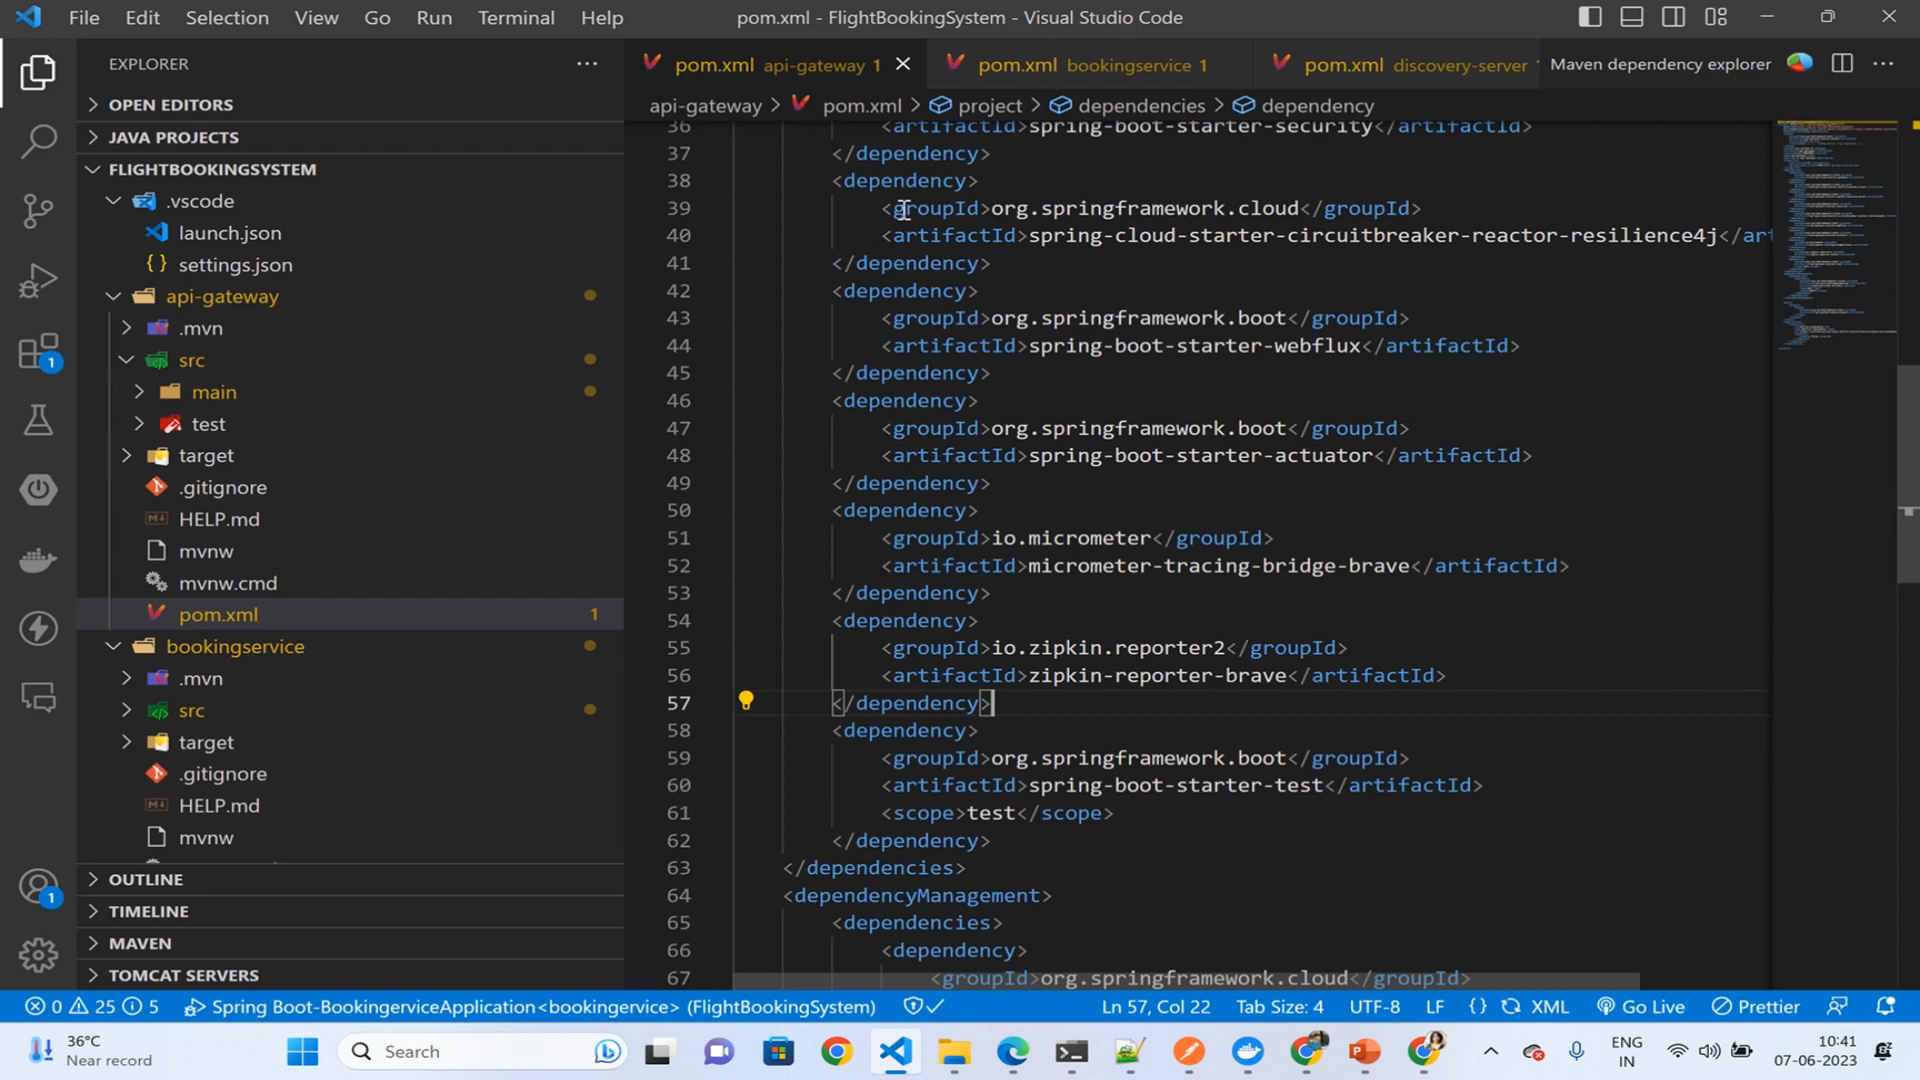 File Edit Selection View Go Run Terminal Help pom.xml - FlightBookingSystem - Visual Studio Code
EXPLORER
pom.xml api-gateway 1 pom.xml bookingservice 1 pom.xml discovery-server Maven dependency explorer
OPEN EDITORS
JAVA PROJECTS
FLIGHTBOOKINGSYSTEM
.vscode
launch.json
settings.json
api-gateway
.mvn
src
main
test
target
.gitignore
HELP.md
mvnw
mvnw.cmd
pom.xml 1
bookingservice
.mvn
src
target
.gitignore
HELP.md
mvnw
OUTLINE
TIMELINE
MAVEN
TOMCAT SERVERS
api-gateway > pom.xml > project > dependencies > dependency
36 <artifactId>spring-boot-starter-security</artifactId>
37 </dependency>
38 <dependency>
39 <groupId>org.springframework.cloud</groupId>
40 <artifactId>spring-cloud-starter-circuitbreaker-reactor-resilience4j</art
41 </dependency>
42 <dependency>
43 <groupId>org.springframework.boot</groupId>
44 <artifactId>spring-boot-starter-webflux</artifactId>
45 </dependency>
46 <dependency>
47 <groupId>org.springframework.boot</groupId>
48 <artifactId>spring-boot-starter-actuator</artifactId>
49 </dependency>
50 <dependency>
51 <groupId>io.micrometer</groupId>
52 <artifactId>micrometer-tracing-bridge-brave</artifactId>
53 </dependency>
54 <dependency>
55 <groupId>io.zipkin.reporter2</groupId>
56 <artifactId>zipkin-reporter-brave</artifactId>
57 </dependency>
58 <dependency>
59 <groupId>org.springframework.boot</groupId>
60 <artifactId>spring-boot-starter-test</artifactId>
61 <scope>test</scope>
62 </dependency>
63 </dependencies>
64 <dependencyManagement>
65 <dependencies>
66 <dependency>
67 <groupId>org.springframework.cloud</groupId>
1
1
0 25 5 Spring Boot-BookingerviceApplication<bookingservice> (FlightBookingSystem) Ln 57, Col 22 Tab Size: 4 UTF-8 LF {} XML Go Live Prettier
36°C
Near record
Search
ENG
IN
10:41
07-06-2023